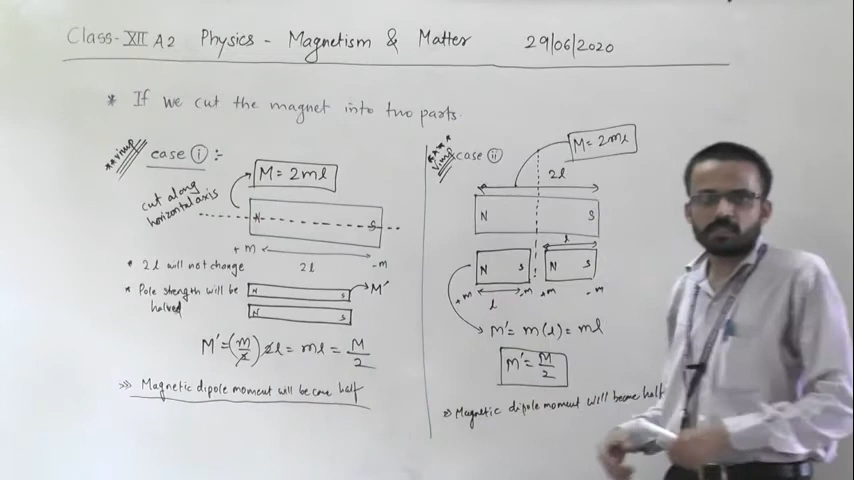 Class-XII A2 Physics - Magnetism & Matter 29/06/2020
* If we cut the magnet into two parts.
***v.imp case (i) :-
M = 2ml
cut along
horizontal axis
N S
+m 2l -m
* 2l will not change
* Pole strength will be
halved
N S M'
N S
M' = (m/2) 2l = ml = M/2
>>> Magnetic dipole moment will become half
***
V.imp case (ii)
M = 2ml
2l
N S
l
N S N S
+m -m +m -m
l
M' = m(l) = ml
M' = M/2
=> Magnetic dipole moment will become half